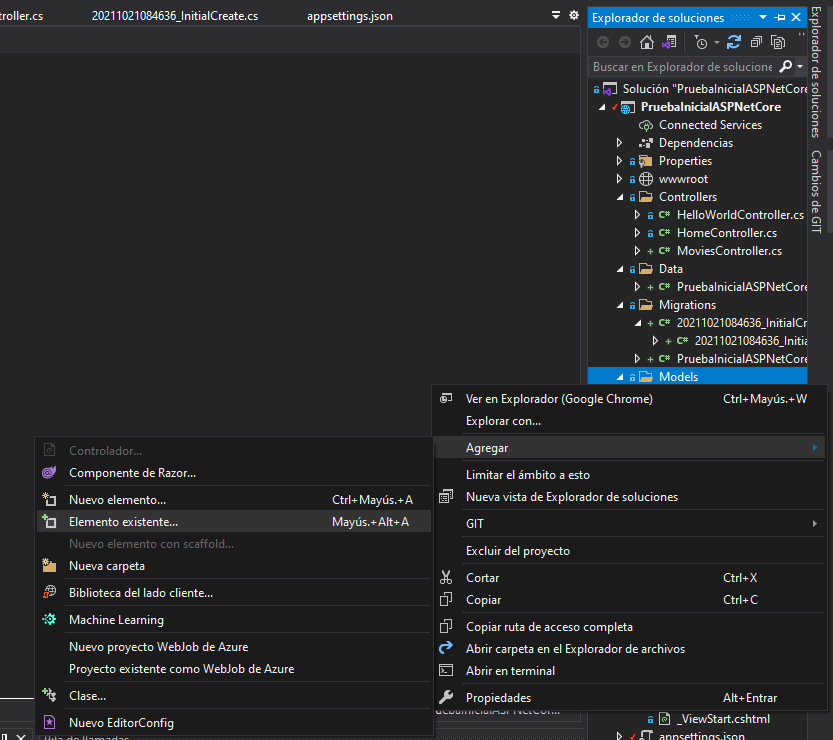 troller.cs 20211021084636_InitialCreate.cs appsettings.json
Explorador de soluciones
Buscar en Explorador de solucione
Solución "PruebaInicialASPNetCore
PruebaInicialASPNetCore
Connected Services
Dependencias
Properties
wwwroot
Controllers
C# HelloWorldController.cs
C# HomeController.cs
C# MoviesController.cs
Data
C# PruebaInicialASPNetCore
Migrations
C# 20211021084636_InitialCr
C# 20211021084636_Initia
C# PruebaInicialASPNetCore
Models
Explorador de soluciones
Cambios de GIT
Ver en Explorador (Google Chrome) Ctrl+Mayús.+W
Explorar con...
Agregar
Limitar el ámbito a esto
Nueva vista de Explorador de soluciones
GIT
Excluir del proyecto
Cortar Ctrl+X
Copiar Ctrl+C
Copiar ruta de acceso completa
Abrir carpeta en el Explorador de archivos
Abrir en terminal
Propiedades Alt+Entrar
Controlador...
Componente de Razor...
Nuevo elemento... Ctrl+Mayús.+A
Elemento existente... Mayús.+Alt+A
Nuevo elemento con scaffold...
Nueva carpeta
Biblioteca del lado cliente...
Machine Learning
Nuevo proyecto WebJob de Azure
Proyecto existente como WebJob de Azure
Clase...
Nuevo EditorConfig
_ViewStart.cshtml
appsettings.json